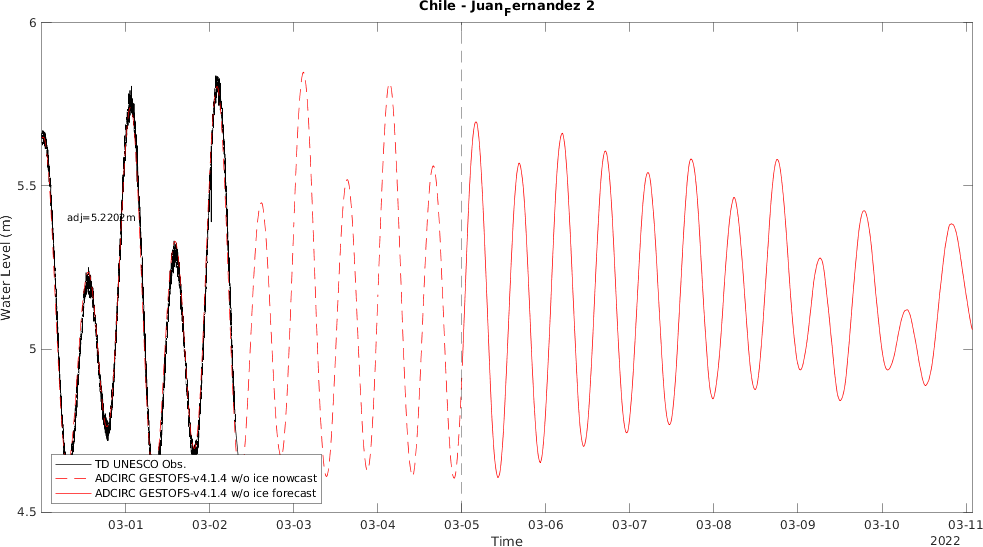 Chile - Juan_Fernandez 2
6
5.5
5
4.5
Water Level (m)
adj=5.2202m
TD UNESCO Obs.
ADCIRC GESTOFS-v4.1.4 w/o ice nowcast
ADCIRC GESTOFS-v4.1.4 w/o ice forecast
03-01 03-02 03-03 03-04 03-05 03-06 03-07 03-08 03-09 03-10 03-11
Time
2022